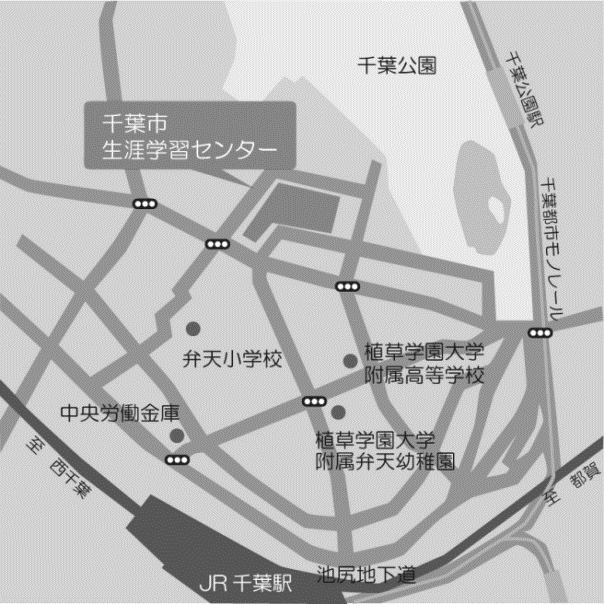 千葉公園
千葉公園駅
千葉市
生涯学習センター
千葉都市モノレール
弁天小学校
植草学園大学
附属高等学校
中央労働金庫
植草学園大学
附属弁天幼稚園
至 西千葉
至 都賀
池尻地下道
JR千葉駅